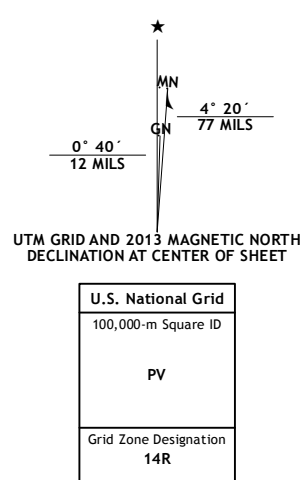 ★
MN
4° 20´
77 MILS
GN
0° 40´
12 MILS
UTM GRID AND 2013 MAGNETIC NORTH
DECLINATION AT CENTER OF SHEET
U.S. National Grid
100,000-m Square ID
PV
Grid Zone Designation
14R